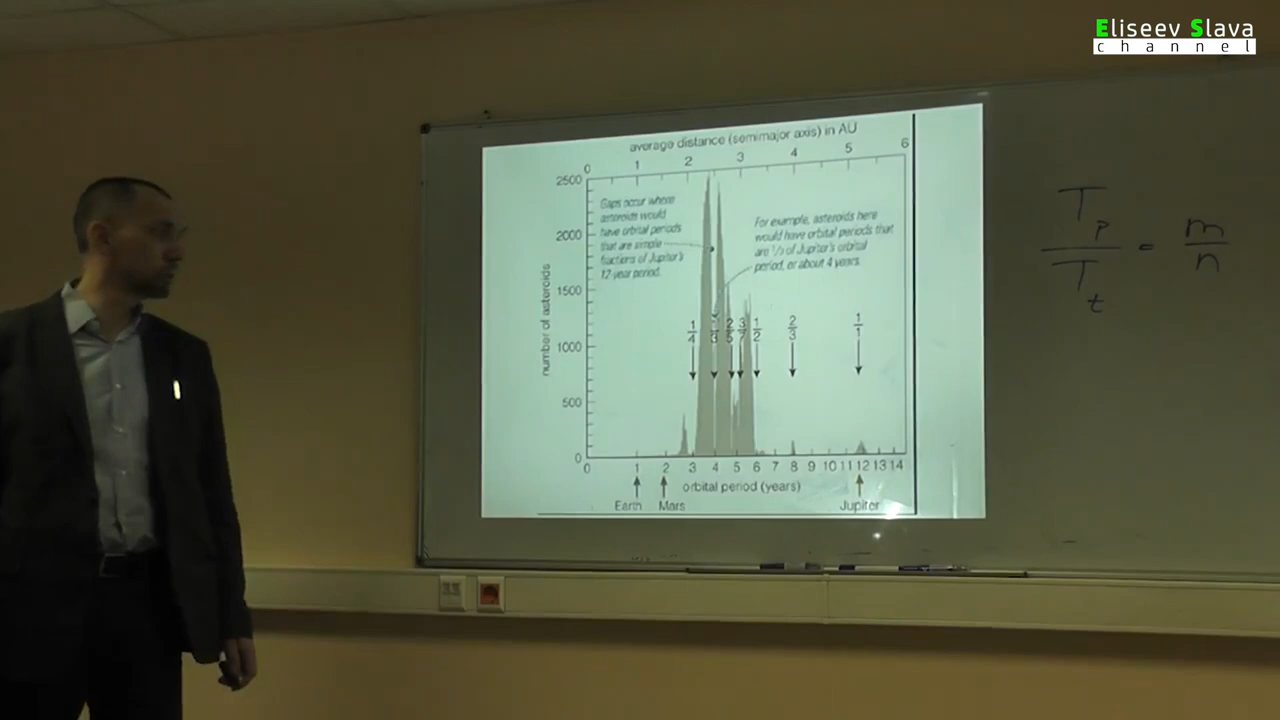 Eliseev Slava
channel
average distance (semimajor axis) in AU
0 1 2 3 4 5 6
2500
2000
1500
1000
500
0
number of asteroids
Gaps occur where
asteroids would
have orbital periods
that are simple
fractions of Jupiter's
12-year period.
For example, asteroids here
would have orbital periods that
are 1/3 of Jupiter's orbital
period, or about 4 years.
1/4 1/3 2/5 3/7 1/2 2/3 1/1
0 1 2 3 4 5 6 7 8 9 10 11 12 13 14
orbital period (years)
Earth Mars Jupiter
Tp/Tt = m/n